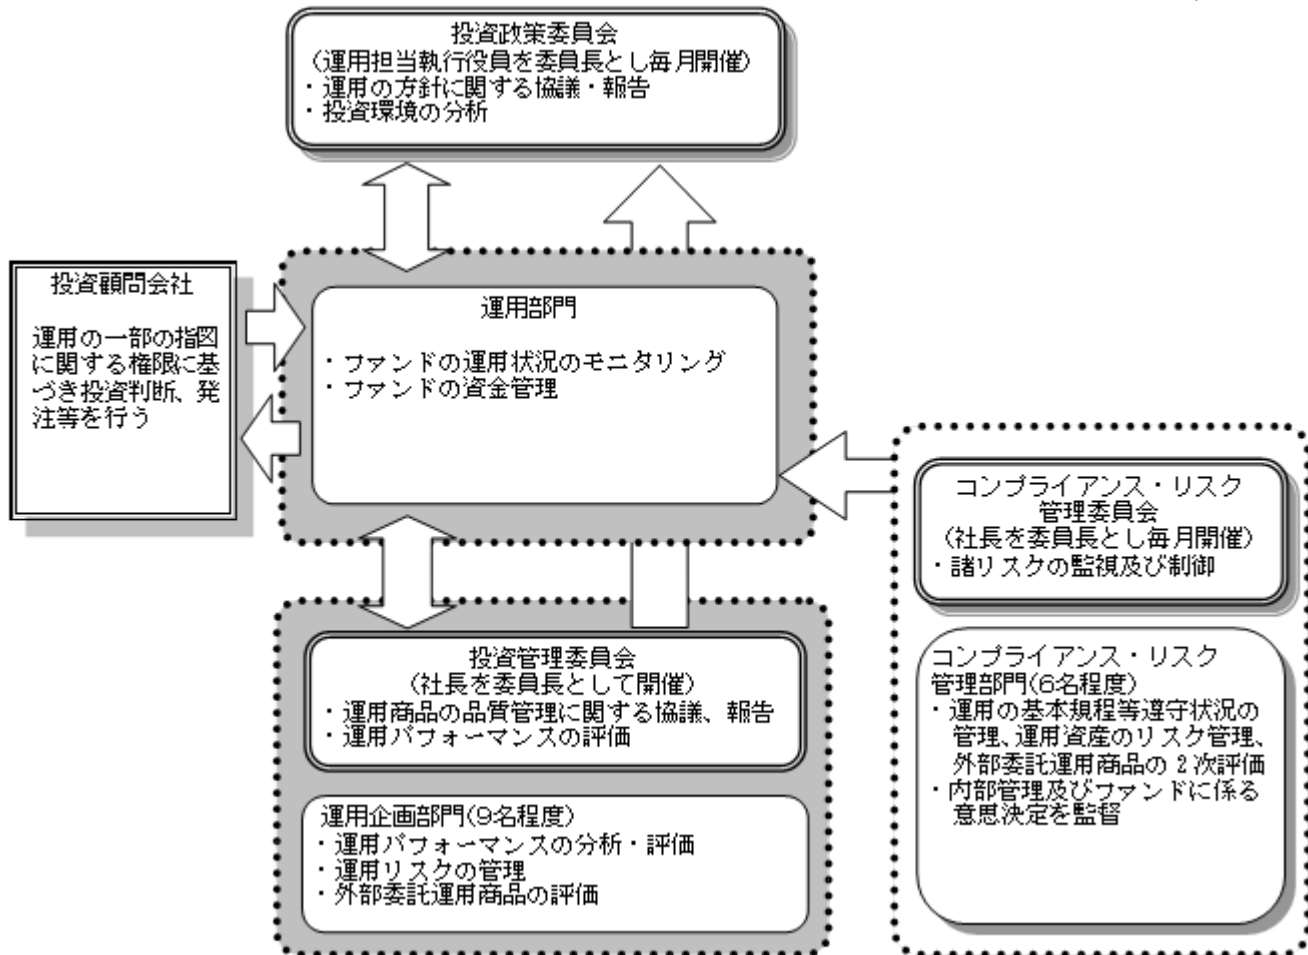 投資政策委員会
(運用担当執行役員を委員長とし毎月開催)
・運用の方針に関する協議・報告
・投資環境の分析
投資顧問会社
運用の一部の指図
に関する権限に基
づき投資判断、発
注等を行う
運用部門
・ファンドの運用状況のモニタリング
・ファンドの資金管理
コンプライアンス・リスク
管理委員会
(社長を委員長とし毎月開催)
・諸リスクの監視及び制御
投資管理委員会
(社長を委員長として開催)
・運用商品の品質管理に関する協議、報告
・運用パフォーマンスの評価
運用企画部門(9名程度)
・運用パフォーマンスの分析・評価
・運用リスクの管理
・外部委託運用商品の評価
コンプライアンス・リスク
管理部門(6名程度)
・運用の基本規程等遵守状況の
管理、運用資産のリスク管理、
外部委託運用商品の2次評価
・内部管理及びファンドに係る
意思決定を監督